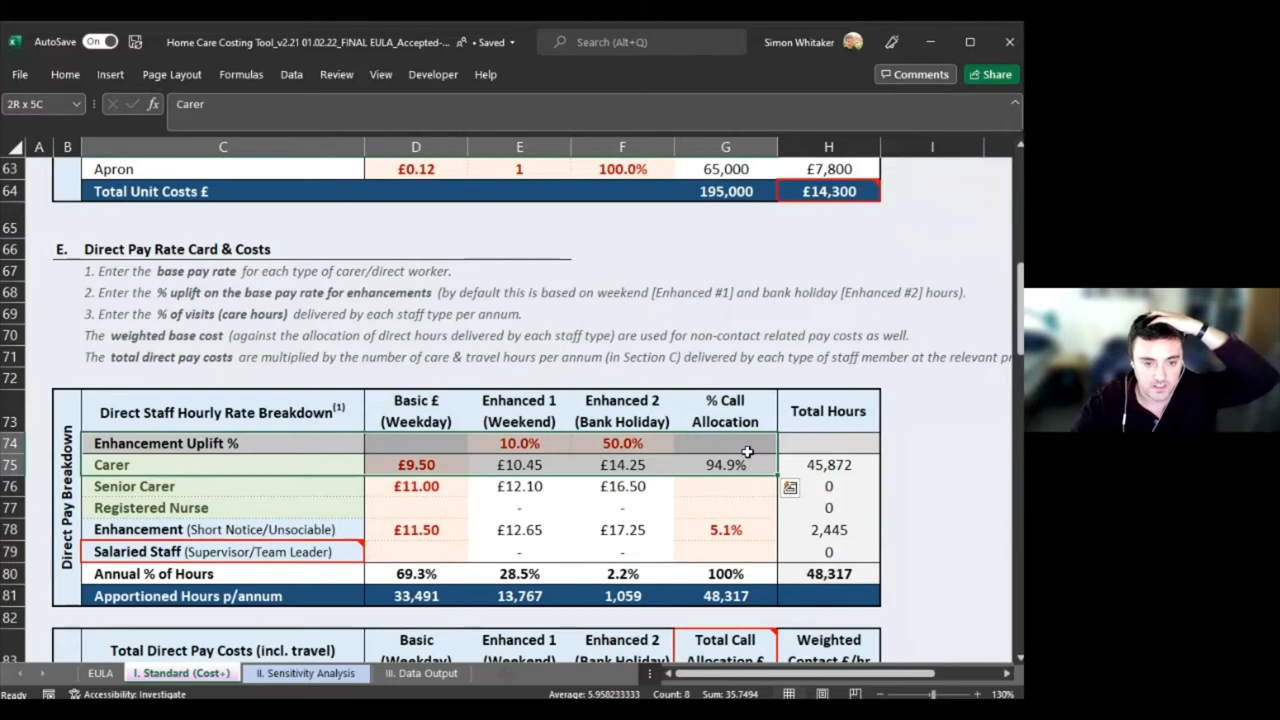 AutoSave On Home Care Costing Tool_v2.21 01.02.22_FINAL EULA_Accepted-... • Saved Search (Alt+Q) Simon Whitaker
File Home Insert Page Layout Formulas Data Review View Developer Help Comments Share
2R x 5C fx Carer
A B C D E F G H I
63 Apron £0.12 1 100.0% 65,000 £7,800
64 Total Unit Costs £ 195,000 £14,300
65
66 E. Direct Pay Rate Card & Costs
67 1. Enter the base pay rate for each type of carer/direct worker.
68 2. Enter the % uplift on the base pay rate for enhancements (by default this is based on weekend [Enhanced #1] and bank holiday [Enhanced #2] hours).
69 3. Enter the % of visits (care hours) delivered by each staff type per annum.
70 The weighted base cost (against the allocation of direct hours delivered by each staff type) are used for non-contact related pay costs as well.
71 The total direct pay costs are multiplied by the number of care & travel hours per annum (in Section C) delivered by each type of staff member at the relevant
72
Basic £ Enhanced 1 Enhanced 2 % Call
73 Direct Staff Hourly Rate Breakdown(1) Total Hours
(Weekday) (Weekend) (Bank Holiday) Allocation
Direct Pay Breakdown
74 Enhancement Uplift % 10.0% 50.0%
75 Carer £9.50 £10.45 £14.25 94.9% 45,872
76 Senior Carer £11.00 £12.10 £16.50 0
77 Registered Nurse - - 0
78 Enhancement (Short Notice/Unsociable) £11.50 £12.65 £17.25 5.1% 2,445
79 Salaried Staff (Supervisor/Team Leader) - - 0
80 Annual % of Hours 69.3% 28.5% 2.2% 100% 48,317
81 Apportioned Hours p/annum 33,491 13,767 1,059 48,317
82
Basic Enhanced 1 Enhanced 2 Total Call Weighted
83 Total Direct Pay Costs (incl. travel)
(Weekday) (Weekend) (Bank Holiday) Allocation £ Contact £/hr
EULA I. Standard (Cost+) II. Sensitivity Analysis III. Data Output
Ready Accessibility: Investigate Average: 5.958233333 Count: 8 Sum: 35.7494 130%